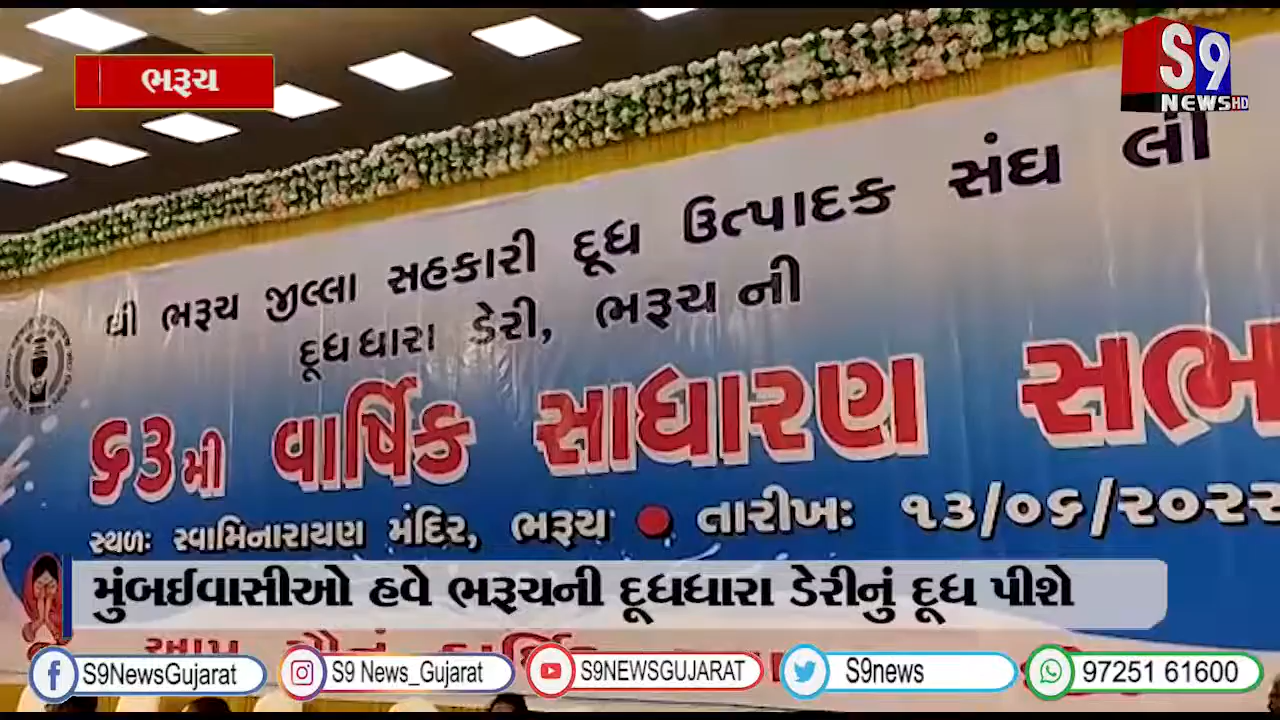 ભરૂચ
S9
NEWS HD
ધી ભરૂચ જીલ્લા સહકારી દૂધ ઉત્પાદક સંઘ લી
દૂધધારા ડેરી, ભરૂચ ની
૬૩મી વાર્ષિક સાધારણ સભા
સ્થળઃ સ્વામિનારાયણ મંદિર, ભરૂચ • તારીખઃ ૧૩/૦૬/૨૦૨૨
મુંબઈવાસીઓ હવે ભરૂચની દૂધધારા ડેરીનું દૂધ પીશે
S9NewsGujarat
S9 News_Gujarat
S9NEWSGUJARAT
S9news
97251 61600